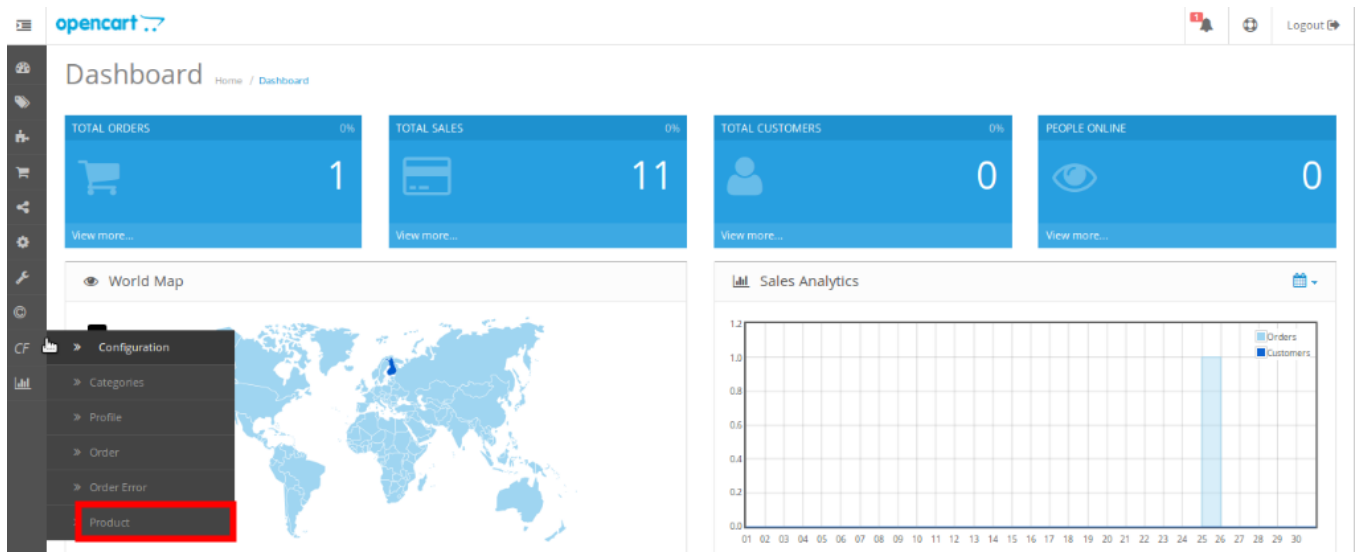 opencart
1
Logout
Dashboard Home / Dashboard
TOTAL ORDERS 0%
1
View more...
TOTAL SALES 0%
11
View more...
TOTAL CUSTOMERS 0%
0
View more...
PEOPLE ONLINE
0
View more...
World Map
Sales Analytics
CF
» Configuration
» Categories
» Profile
» Order
» Order Error
Product
Orders
Customers
1.2
1.0
0.8
0.6
0.4
0.2
0.0
01 02 03 04 05 06 07 08 09 10 11 12 13 14 15 16 17 18 19 20 21 22 23 24 25 26 27 28 29 30